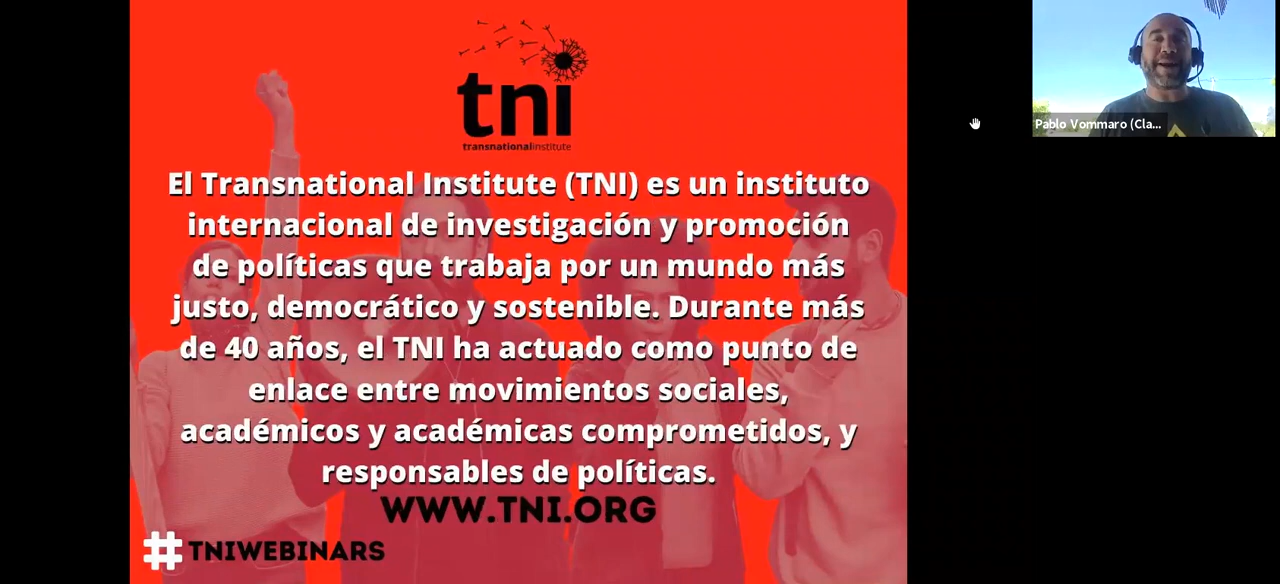 tni
transnationalinstitute
El Transnational Institute (TNI) es un instituto
internacional de investigación y promoción
de políticas que trabaja por un mundo más
justo, democrático y sostenible. Durante más
de 40 años, el TNI ha actuado como punto de
enlace entre movimientos sociales,
académicos y académicas comprometidos, y
responsables de políticas.
WWW.TNI.ORG
#TNIWEBINARS
Pablo Vommaro (Cla...